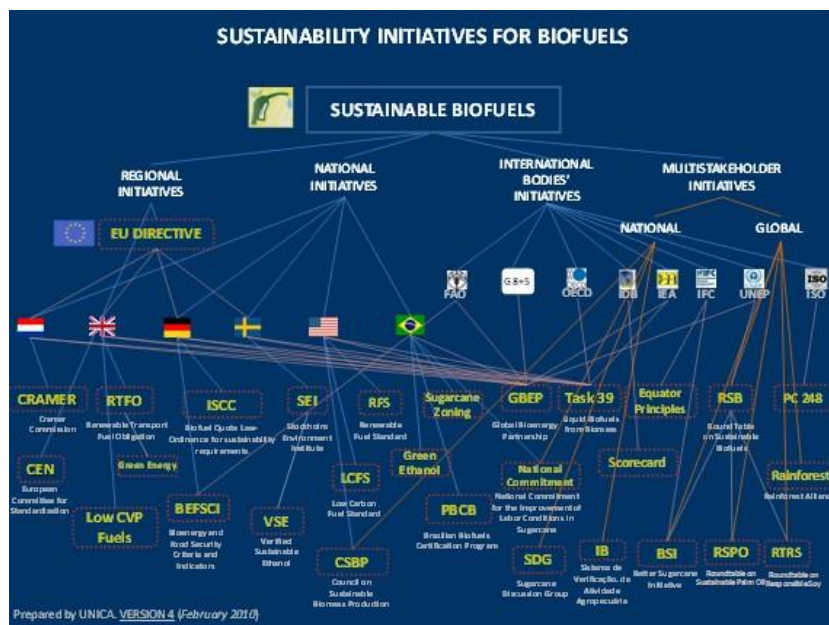 SUSTAINABILITY INITIATIVES FOR BIOFUELS
SUSTAINABLE BIOFUELS
REGIONAL
INITIATIVES
NATIONAL
INITIATIVES
INTERNATIONAL
BODIES'
INITIATIVES
MULTISTAKEHOLDER
INITIATIVES
EU DIRECTIVE
NATIONAL
GLOBAL
FAO
G8+5
OECD
IDB
IEA
IFC
UNEP
ISO
ISO
CRAMER
Cramer
Commission
RTFO
Renewable Transport
Fuel Obligation
ISCC
Biofuel Quote Law-
Ordinance for sustainability
requirements
SEI
Stockholm
Environment
Institute
RFS
Renewable
Fuel Standard
Sugarcane
Zoning
GBEP
Global Bioenergy
Partnership
Task 39
Liquid Biofuels
from Biomass
Equator
Principles
RSB
Round Table
on Sustainable
Biofuels
PC 248
CEN
European
Committee for
Standardization
Green Energy
Low CVP
Fuels
BEFSCI
Bioenergy and
Food Security
Criteria and
Indicators
VSE
Verified
Sustainable
Ethanol
LCFS
Low Carbon
Fuel Standard
CSBP
Council on
Sustainable
Biomass Production
Green
Ethanol
PBCB
Brazilian Biofuels
Certification Program
National
Commitment
National Commitment
for the Improvement of
Labor Conditions in
Sugarcane
SDG
Sugarcane
Discussion Group
Scorecard
IB
Sistema de
Verificação, da
Atividade
Agropecuária
BSI
Better Sugarcane
Initiative
RSPO
Roundtable on
Sustainable Palm Oil
Rainforest
Rainforest Alliance
RTRS
Roundtable on
Responsible Soy
Prepared by UNICA. VERSION 4 (February 2010)